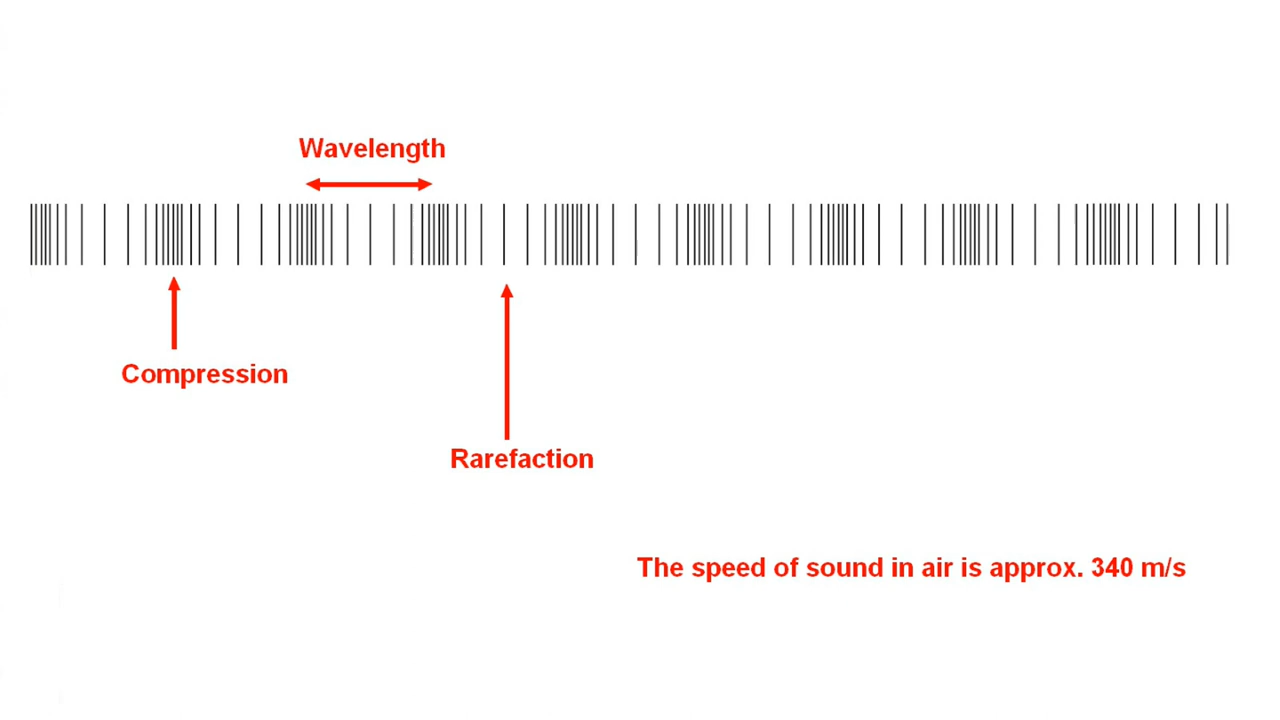 Wavelength
Compression
Rarefaction
The speed of sound in air is approx. 340 m/s